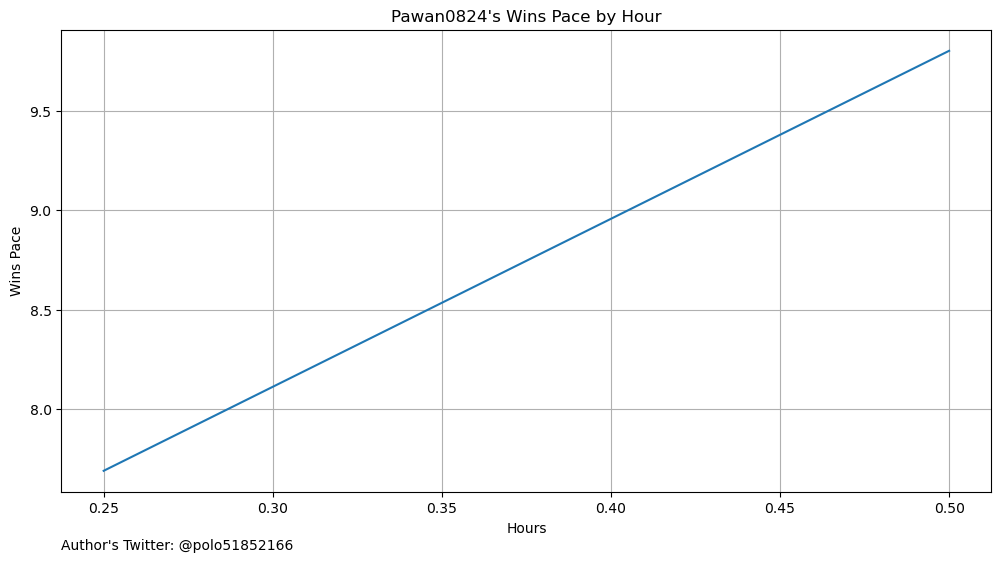 Pawan0824's Wins Pace by Hour
Wins Pace
9.5
9.0
8.5
8.0
0.25 0.30 0.35 0.40 0.45 0.50
Hours
Author's Twitter: @polo51852166